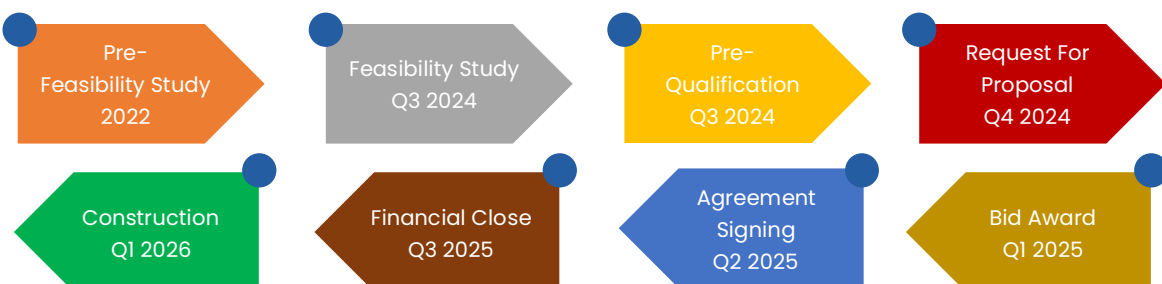 Pre-
Feasibility Study
2022
Feasibility Study
Q3 2024
Pre-
Qualification
Q3 2024
Request For
Proposal
Q4 2024
Construction
Q1 2026
Financial Close
Q3 2025
Agreement
Signing
Q2 2025
Bid Award
Q1 2025